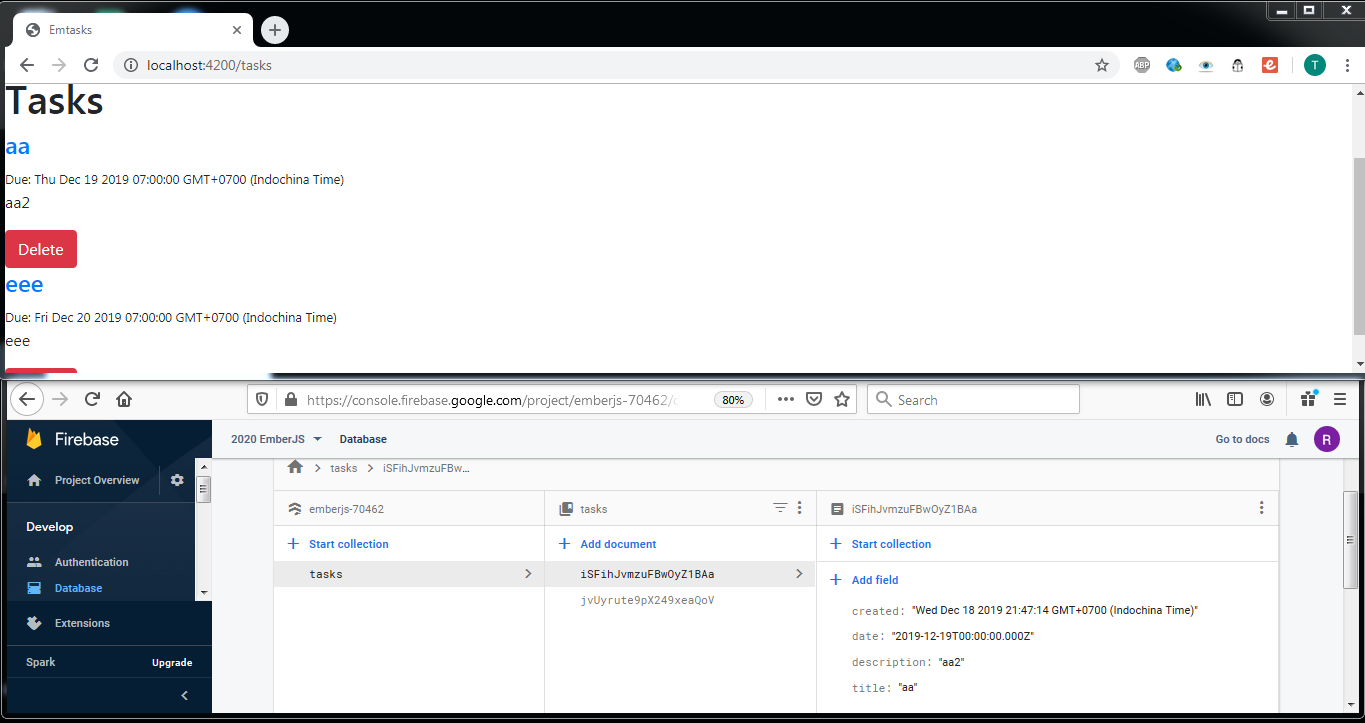 Emtasks
localhost:4200/tasks
ABP
T
Tasks
aa
Due: Thu Dec 19 2019 07:00:00 GMT+0700 (Indochina Time)
aa2
Delete
eee
Due: Fri Dec 20 2019 07:00:00 GMT+0700 (Indochina Time)
eee
https://console.firebase.google.com/project/emberjs-70462/
80%
Search
Firebase
2020 EmberJS
Database
Go to docs
R
Project Overview
tasks
iSFihJvmzuFBw...
emberjs-70462
tasks
iSFihJvmzuFBwOyZ1BAa
Develop
Start collection
Add document
Start collection
Authentication
tasks
iSFihJvmzuFBwOyZ1BAa
Add field
Database
jvUyrute9pX249xeaQoV
created: "Wed Dec 18 2019 21:47:14 GMT+0700 (Indochina Time)"
Extensions
date: "2019-12-19T00:00:00.000Z"
Spark
Upgrade
description: "aa2"
title: "aa"